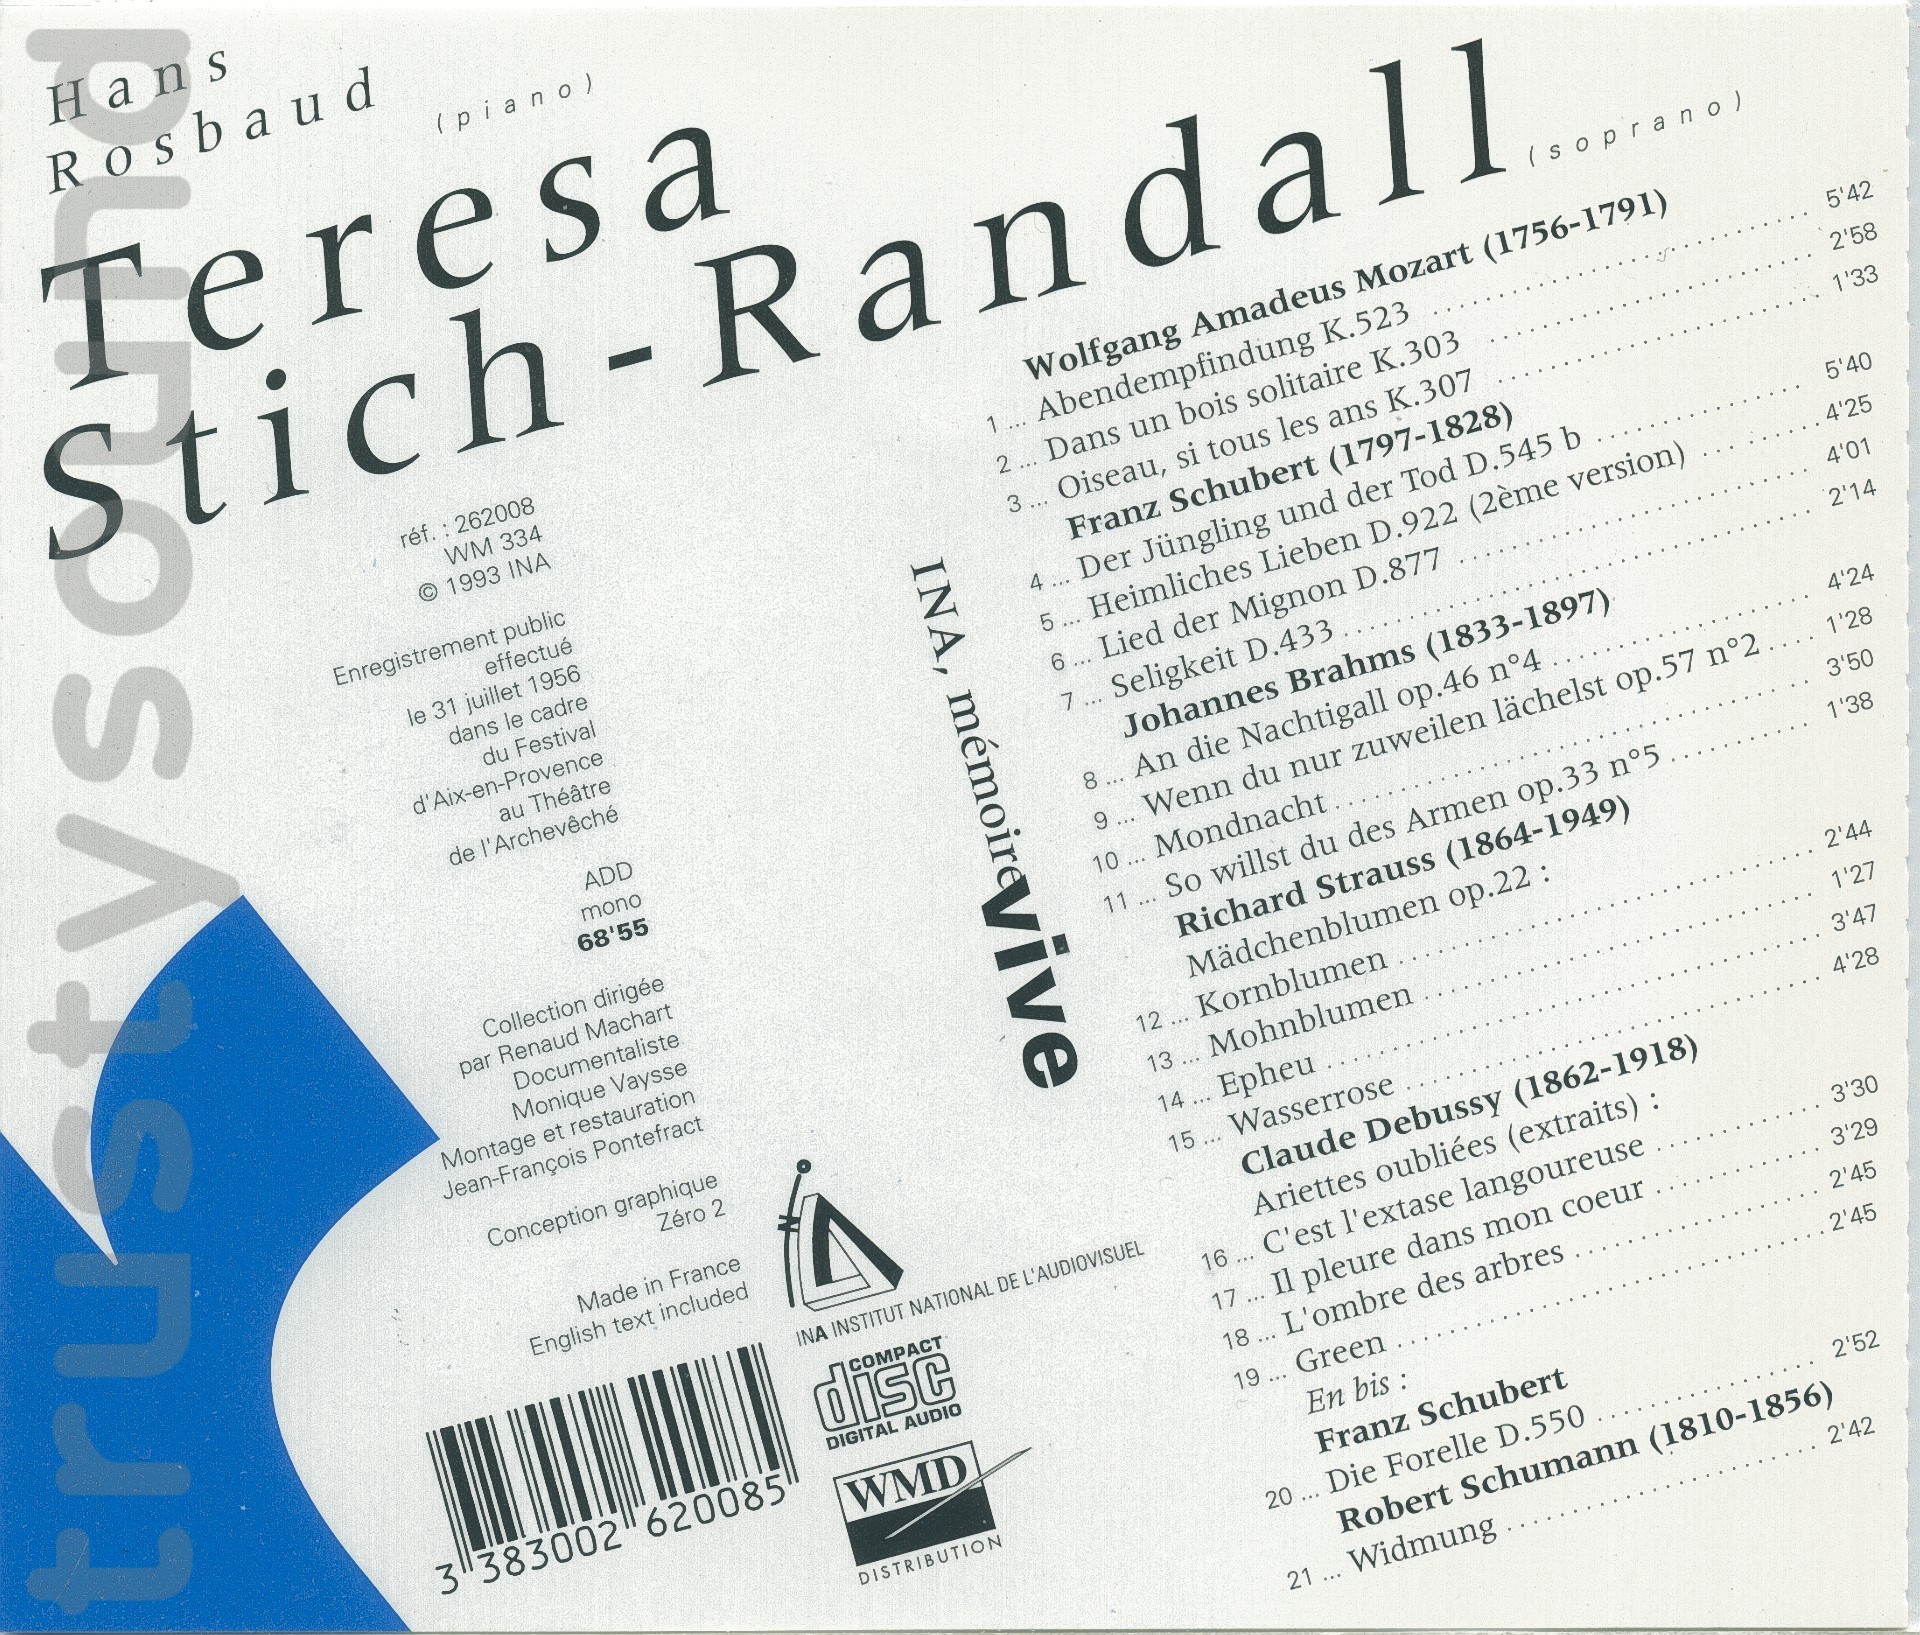 Hans
Rosbaud (piano)
Teresa
Stich-Randall (soprano)
réf. : 262008
WM 334
© 1993 INA
Enregistrement public
effectué
le 31 juillet 1956
dans le cadre
du Festival
d'Aix-en-Provence
au Théâtre
de l'Archevêché
ADD
mono
68'55
Collection dirigée
par Renaud Machart
Documentaliste
Monique Vaysse
Montage et restauration
Jean-François Pontefract
Conception graphique
Zéro 2
Made in France
English text included
3 383002 620085
INA, mémoire vive
INA
INA INSTITUT NATIONAL DE L'AUDIOVISUEL
COMPACT
disc
DIGITAL AUDIO
WMD
DISTRIBUTION
Wolfgang Amadeus Mozart (1756-1791)
1 ... Abendempfindung K.523 ........ 5'42
2 ... Dans un bois solitaire K.303 ........ 2'58
3 ... Oiseau, si tous les ans K.307 ........ 1'33
Franz Schubert (1797-1828)
4 ... Der Jüngling und der Tod D.545 b ........ 5'40
5 ... Heimliches Lieben D.922 (2ème version) ........ 4'25
6 ... Lied der Mignon D.877 ........ 4'01
7 ... Seligkeit D.433 ........ 2'14
Johannes Brahms (1833-1897)
8 ... An die Nachtigall op.46 n°4 ........ 4'24
9 ... Wenn du nur zuweilen lächelst op.57 n°2 .... 1'28
10 ... Mondnacht ........ 3'50
11 ... So willst du des Armen op.33 n°5 ........ 1'38
Richard Strauss (1864-1949)
Mädchenblumen op.22 :
12 ... Kornblumen ........ 2'44
13 ... Mohnblumen ........ 1'27
14 ... Epheu ........ 3'47
15 ... Wasserrose ........ 4'28
Claude Debussy (1862-1918)
Ariettes oubliées (extraits) :
16 ... C'est l'extase langoureuse ........ 3'30
17 ... Il pleure dans mon coeur ........ 3'29
18 ... L'ombre des arbres ........ 2'45
19 ... Green ........ 2'45
En bis :
Franz Schubert
20 ... Die Forelle D.550 ........ 2'52
Robert Schumann (1810-1856)
21 ... Widmung ........ 2'42
trustysound